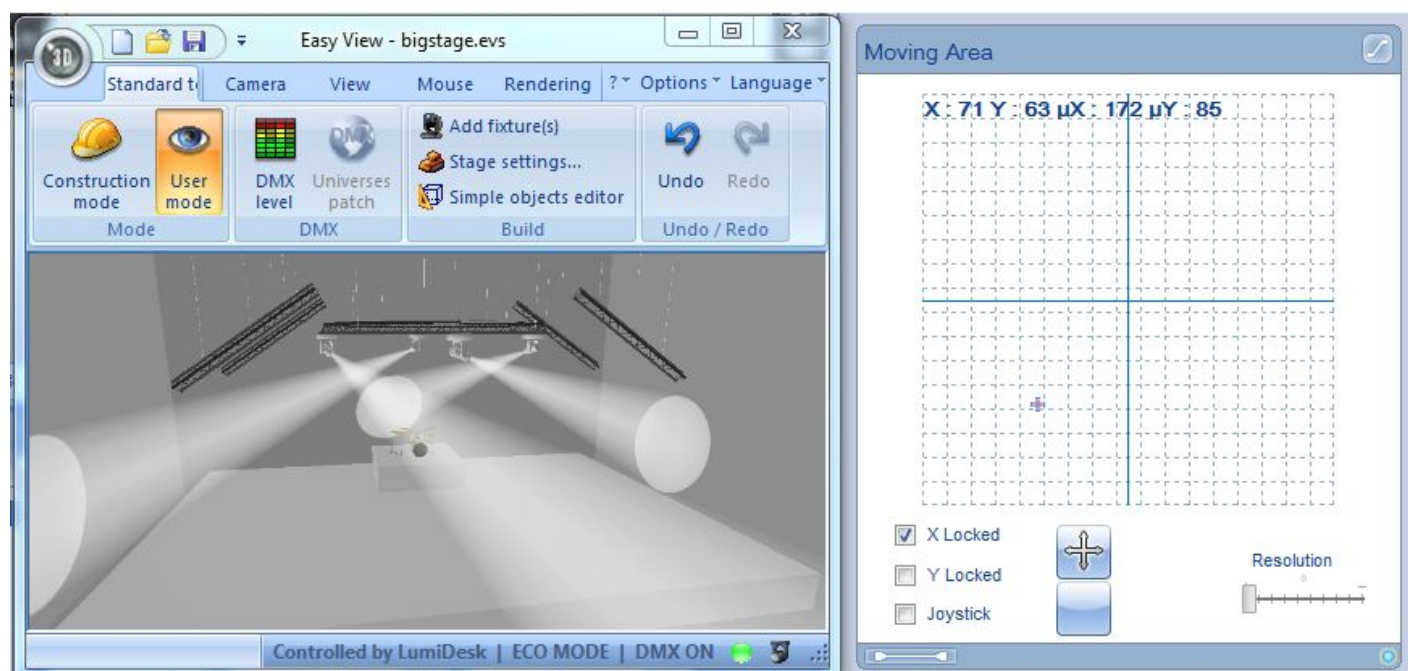 3D
Easy View - bigstage.evs
Standard t
Camera
View
Mouse
Rendering
?
Options
Language
Construction
mode
User
mode
Mode
DMX
level
Universes
patch
DMX
Add fixture(s)
Stage settings...
Simple objects editor
Build
Undo
Redo
Undo / Redo
Controlled by LumiDesk | ECO MODE | DMX ON
Moving Area
X : 71 Y : 63 µX : 172 µY : 85
X Locked
Y Locked
Joystick
Resolution